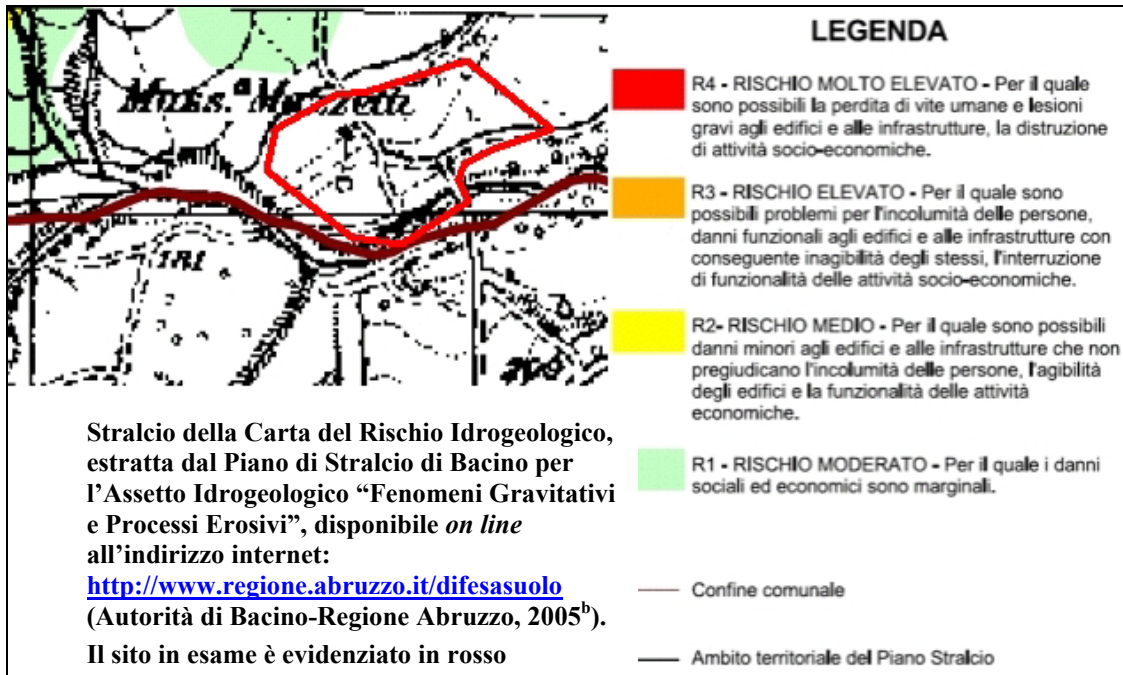 Mass.ª Mazzetti
181
Stralcio della Carta del Rischio Idrogeologico,
estratta dal Piano di Stralcio di Bacino per
l’Assetto Idrogeologico “Fenomeni Gravitativi
e Processi Erosivi”, disponibile on line
all’indirizzo internet:
http://www.regione.abruzzo.it/difesasuolo
(Autorità di Bacino-Regione Abruzzo, 2005b).
Il sito in esame è evidenziato in rosso
LEGENDA
R4 - RISCHIO MOLTO ELEVATO - Per il quale
sono possibili la perdita di vite umane e lesioni
gravi agli edifici e alle infrastrutture, la distruzione
di attività socio-economiche.
R3 - RISCHIO ELEVATO - Per il quale sono
possibili problemi per l'incolumità delle persone,
danni funzionali agli edifici e alle infrastrutture con
conseguente inagibilità degli stessi, l'interruzione
di funzionalità delle attività socio-economiche.
R2- RISCHIO MEDIO - Per il quale sono possibili
danni minori agli edifici e alle infrastrutture che non
pregiudicano l'incolumità delle persone, l'agibilità
degli edifici e la funzionalità delle attività
economiche.
R1 - RISCHIO MODERATO - Per il quale i danni
sociali ed economici sono marginali.
Confine comunale
Ambito territoriale del Piano Stralcio